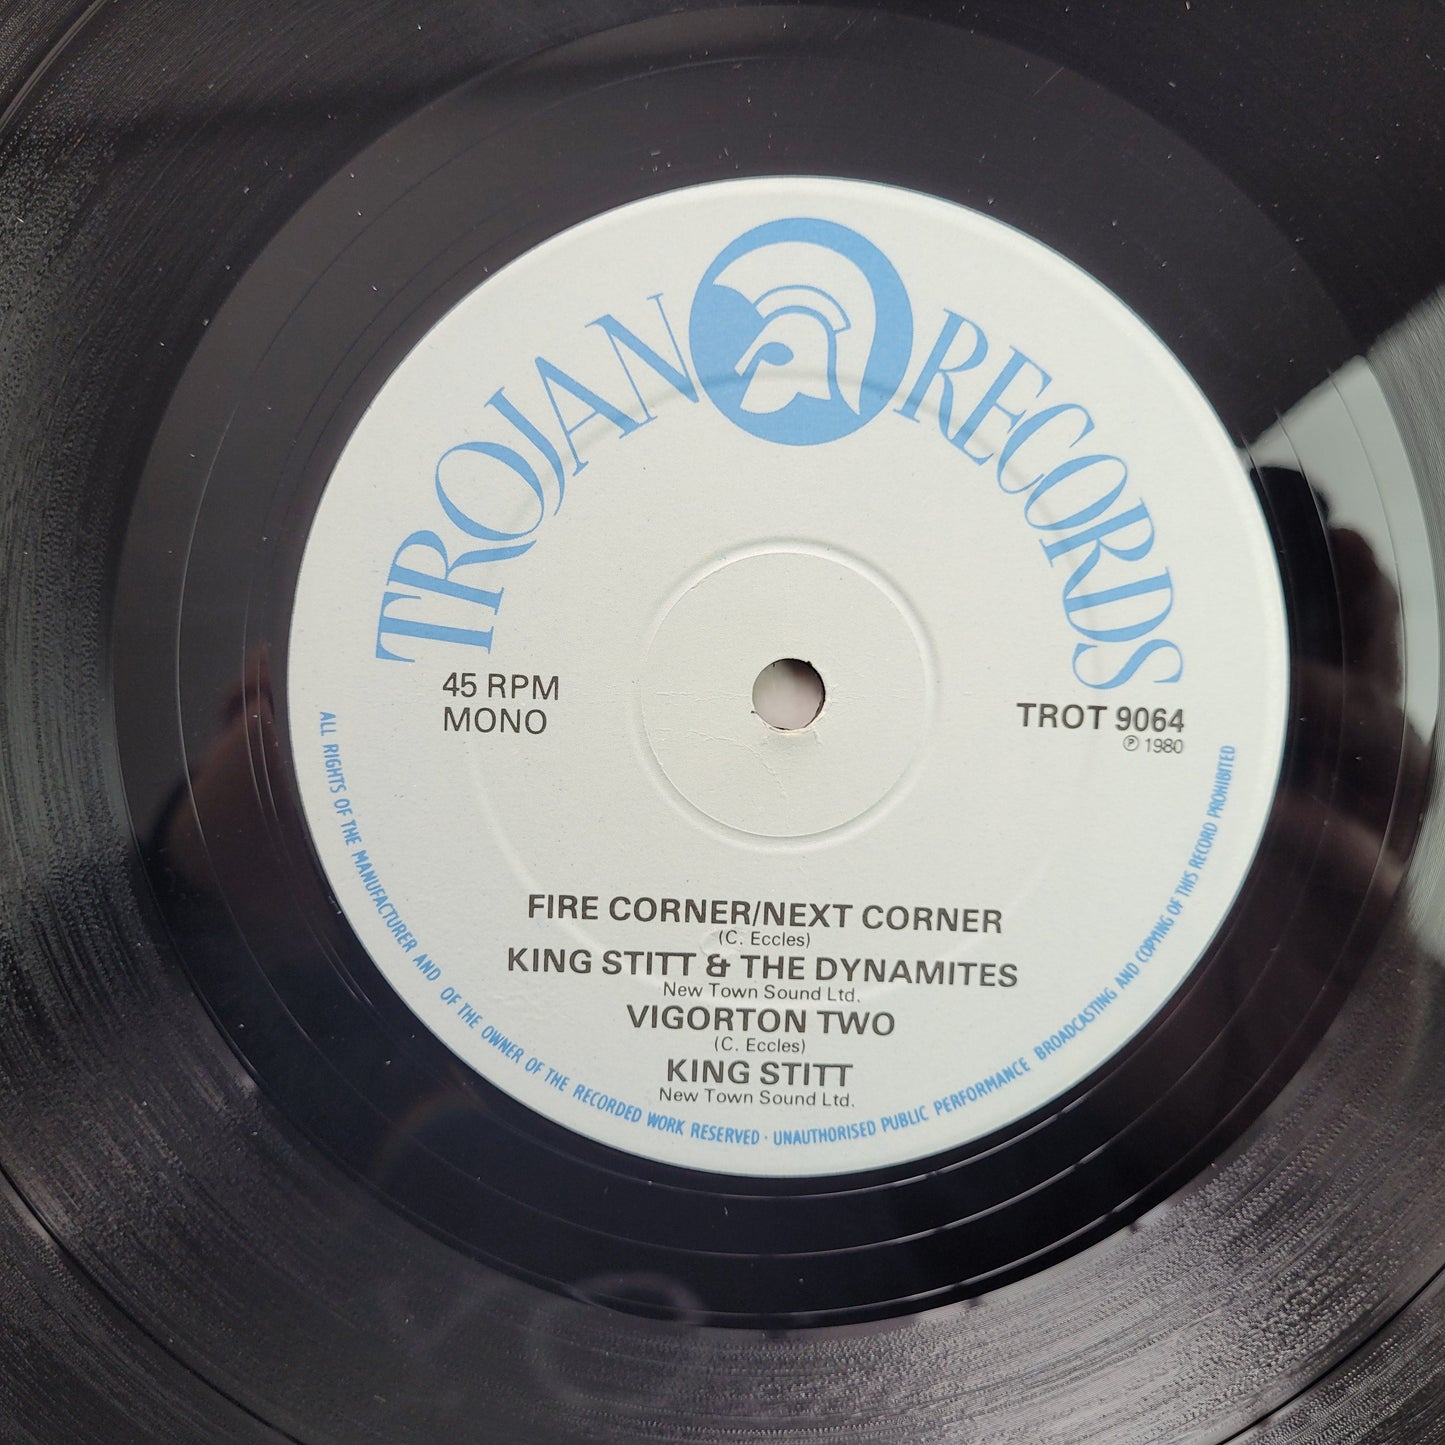 TROJAN RECORDS
45 RPM
MONO
TROT 9064
℗ 1980
FIRE CORNER/NEXT CORNER
(C. Eccles)
KING STITT & THE DYNAMITES
New Town Sound Ltd.
VIGORTON TWO
(C. Eccles)
KING STITT
New Town Sound Ltd.
ALL RIGHTS OF THE MANUFACTURER AND OF THE OWNER OF THE RECORDED WORK RESERVED · UNAUTHORISED PUBLIC PERFORMANCE BROADCASTING AND COPYING OF THIS RECORD PROHIBITED